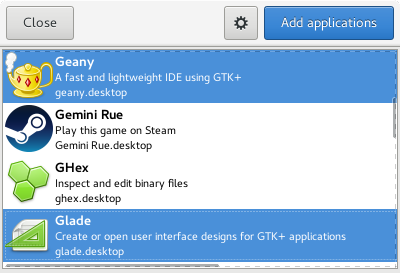 Close
Add applications
Geany
A fast and lightweight IDE using GTK+
geany.desktop
Gemini Rue
Play this game on Steam
Gemini Rue.desktop
GHex
Inspect and edit binary files
ghex.desktop
Glade
Create or open user interface designs for GTK+ applications
glade.desktop